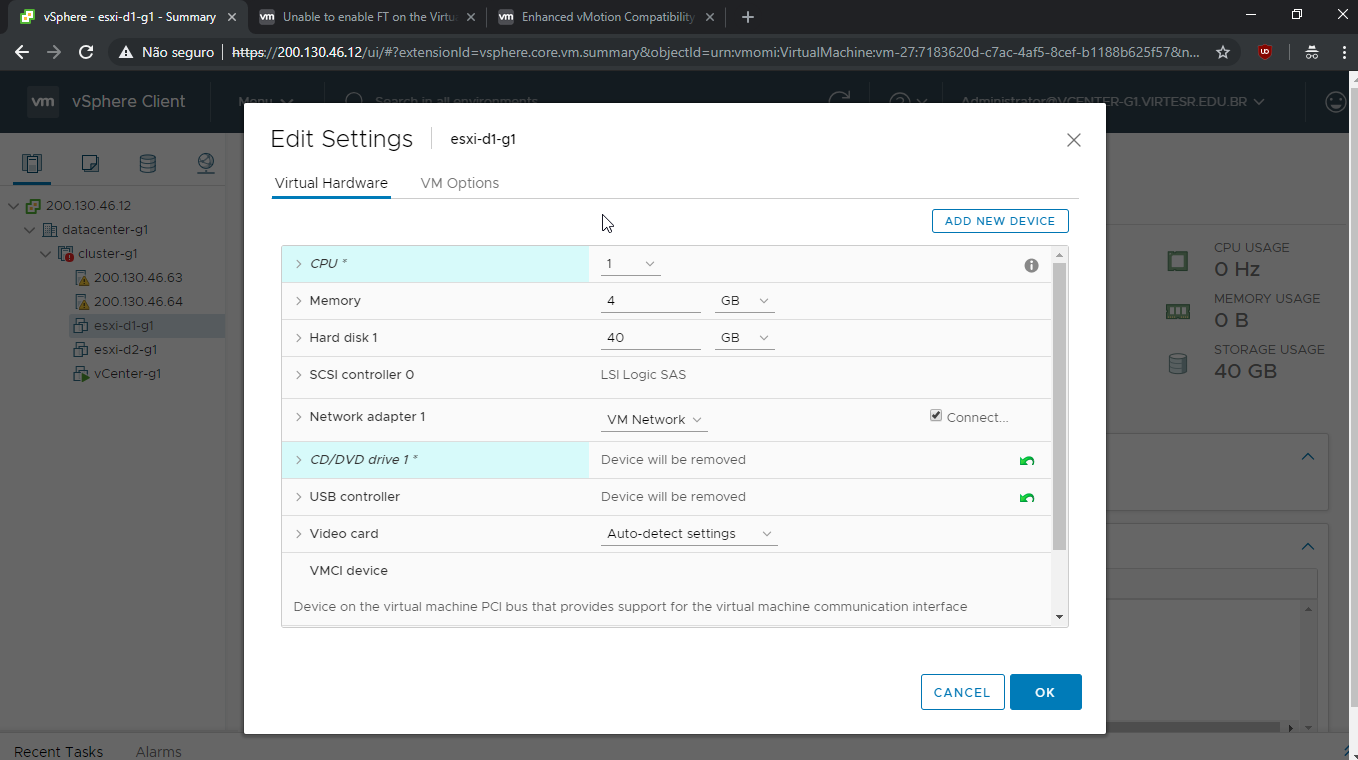 vSphere - esxi-d1-g1 - Summary
vm Unable to enable FT on the Virtu
vm Enhanced vMotion Compatibility
Não seguro https://200.130.46.12/ui/#?extensionId=vsphere.core.vm.summary&objectId=urn:vmomi:VirtualMachine:vm-27:7183620d-c7ac-4af5-8cef-b1188b625f57&n...
vm vSphere Client Menu Search in all environments Administrator@VCENTER-G1.VIRTESR.EDU.BR
Edit Settings esxi-d1-g1
Virtual Hardware VM Options
ADD NEW DEVICE
200.130.46.12
datacenter-g1
cluster-g1
200.130.46.63
200.130.46.64
esxi-d1-g1
esxi-d2-g1
vCenter-g1
CPU * 1
Memory 4 GB
Hard disk 1 40 GB
SCSI controller 0 LSI Logic SAS
Network adapter 1 VM Network Connect...
CD/DVD drive 1 * Device will be removed
USB controller Device will be removed
Video card Auto-detect settings
VMCI device
Device on the virtual machine PCI bus that provides support for the virtual machine communication interface
CPU USAGE
0 Hz
MEMORY USAGE
0 B
STORAGE USAGE
40 GB
CANCEL OK
Recent Tasks Alarms